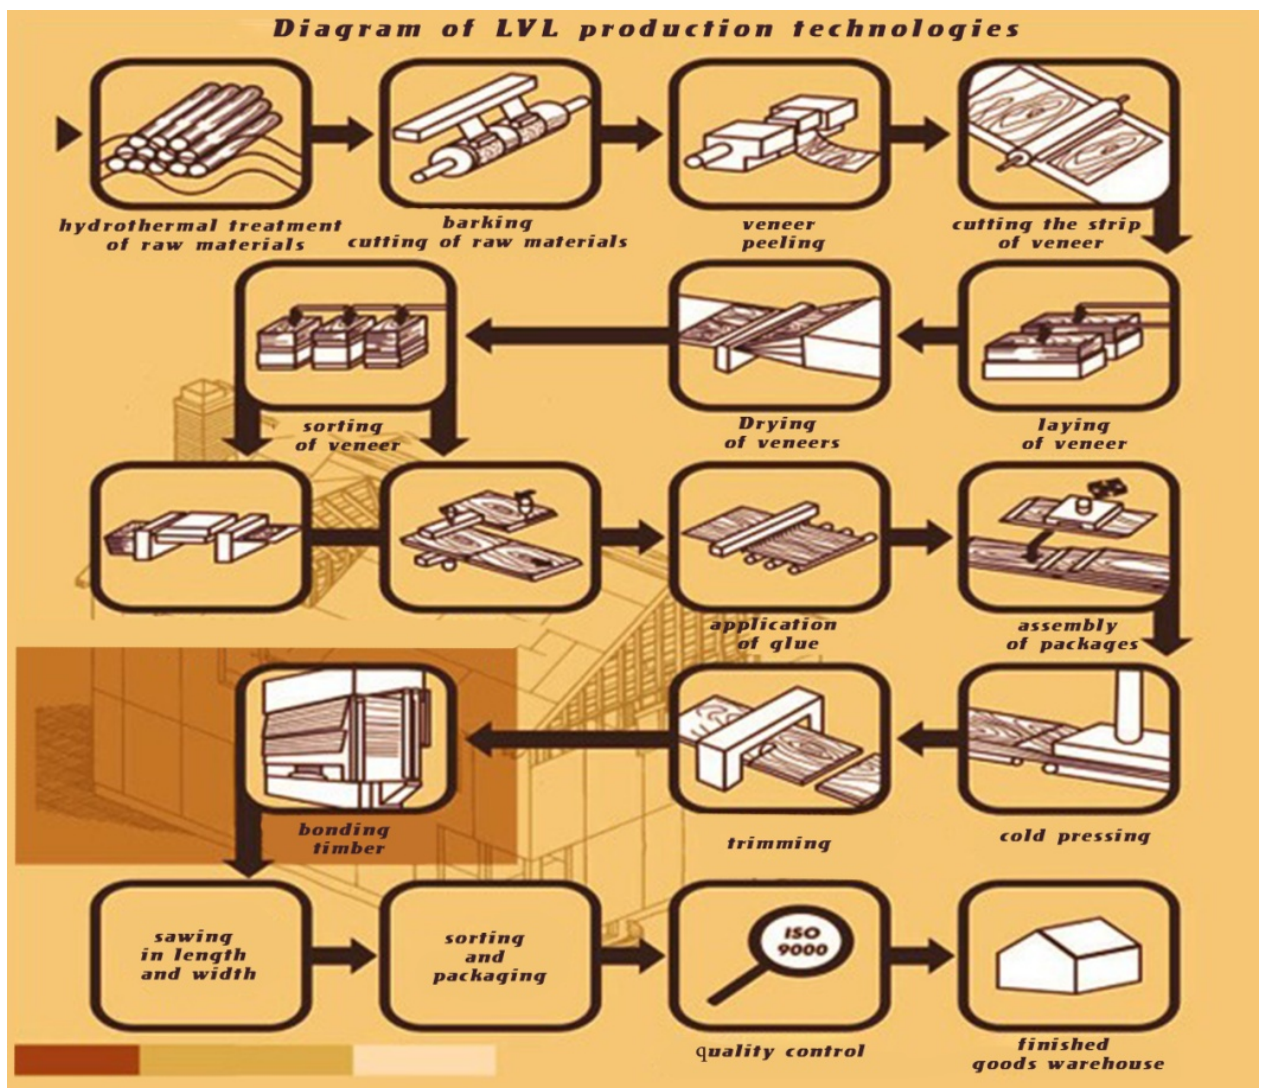 Diagram of LVL production technologies
hydrothermal treatment
of raw materials
barking
cutting of raw materials
veneer
peeling
cutting the strip
of veneer
sorting
of veneer
Drying
of veneers
laying
of veneer
application
of glue
assembly
of packages
bonding
timber
trimming
cold pressing
sawing
in length
and width
sorting
and
packaging
ISO
9000
quality control
finished
goods warehouse